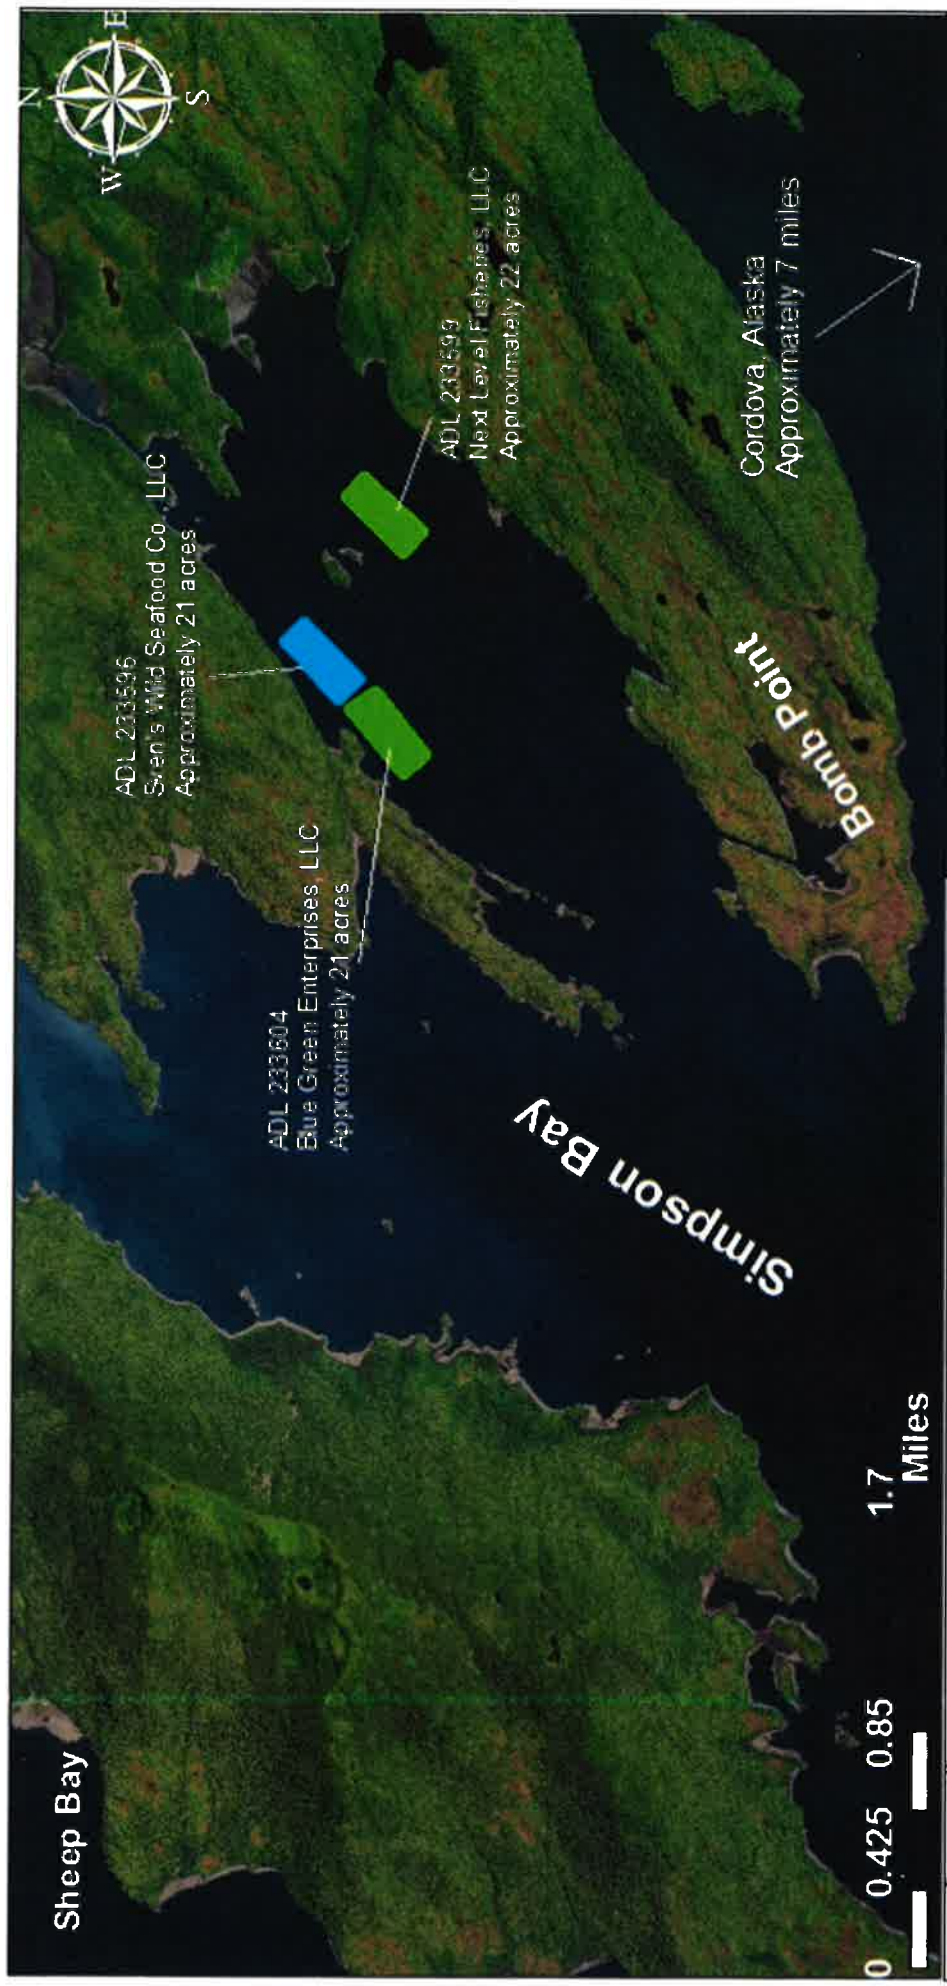 Sheep Bay
N
W
E
S
ADL 233596
Siren's Wild Seafood Co., LLC
Approximately 21 acres
ADL 233604
Blue Green Enterprises, LLC
Approximately 21 acres
ADL 233599
Next Level Fisheries, LLC
Approximately 22 acres
Cordova, Alaska
Approximately 7 miles
Bomb Point
Simpson Bay
0 0.425 0.85 1.7
Miles